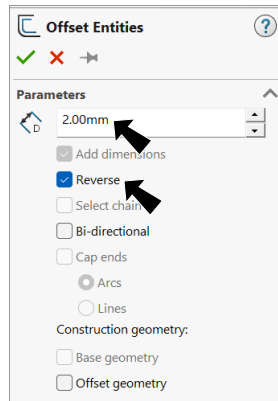 Offset Entities
?
Parameters
D
2.00mm
Add dimensions
Reverse
Select chain
Bi-directional
Cap ends
Arcs
Lines
Construction geometry:
Base geometry
Offset geometry